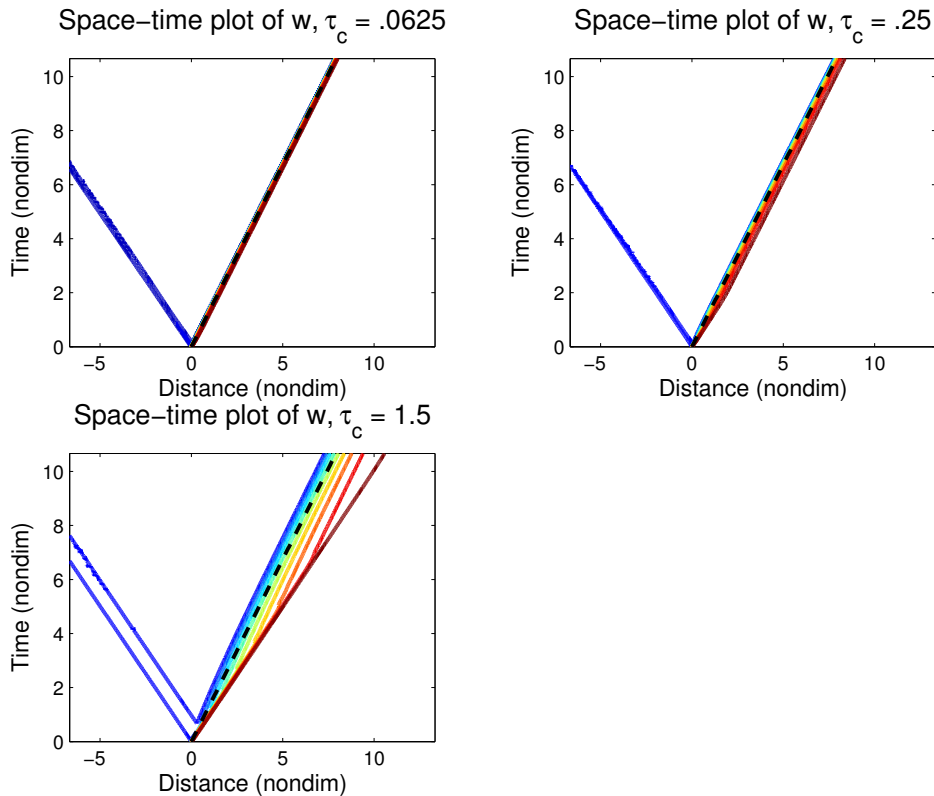 Space−time plot of w, τc = .0625
10
8
6
4
2
0
Time (nondim)
−5 0 5 10
Distance (nondim)
Space−time plot of w, τc = .25
10
8
6
4
2
0
Time (nondim)
−5 0 5 10
Distance (nondim)
Space−time plot of w, τc = 1.5
10
8
6
4
2
0
Time (nondim)
−5 0 5 10
Distance (nondim)